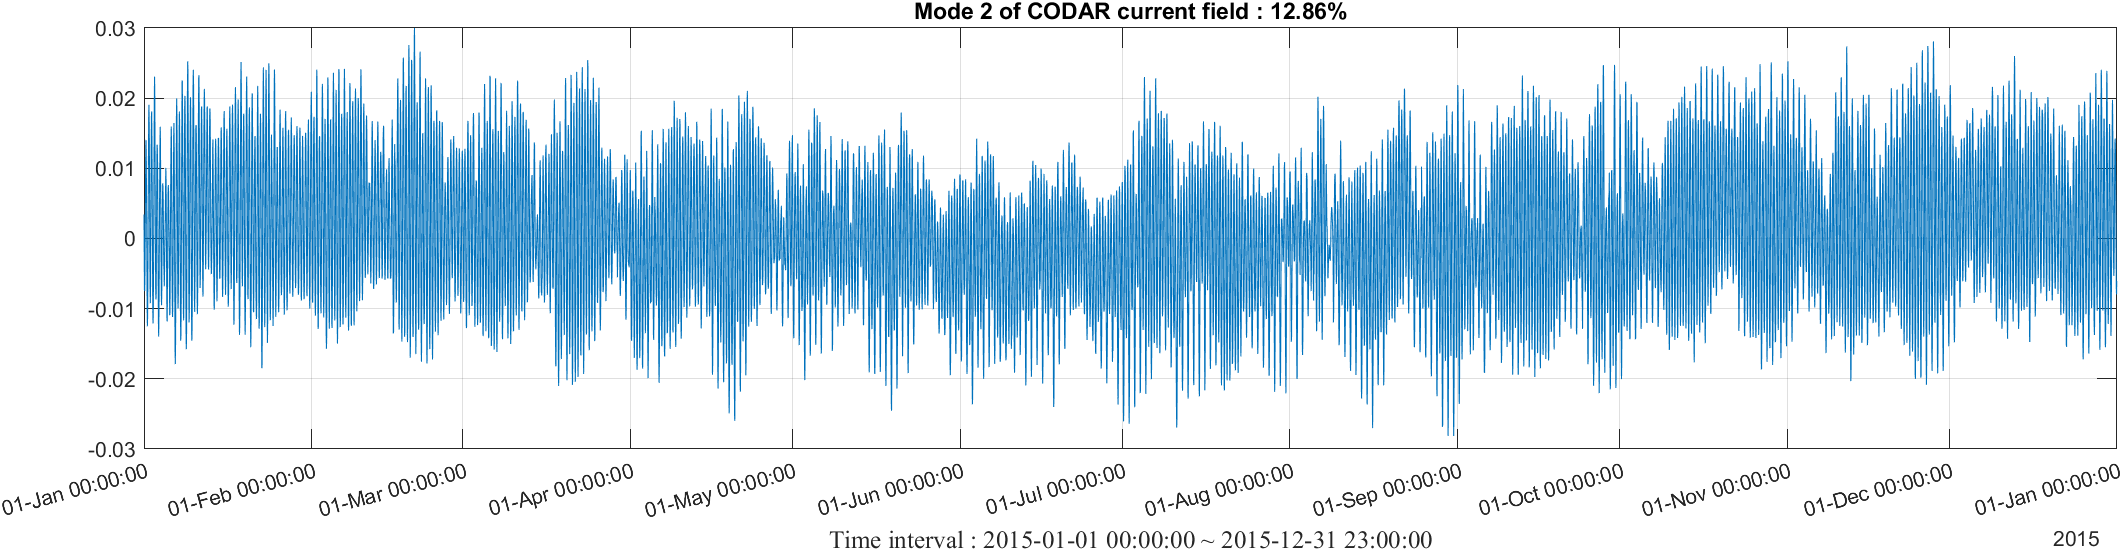 Mode 2 of CODAR current field : 12.86%
0.03
0.02
0.01
0
-0.01
-0.02
-0.03
01-Jan 00:00:00
01-Feb 00:00:00
01-Mar 00:00:00
01-Apr 00:00:00
01-May 00:00:00
01-Jun 00:00:00
01-Jul 00:00:00
01-Aug 00:00:00
01-Sep 00:00:00
01-Oct 00:00:00
01-Nov 00:00:00
01-Dec 00:00:00
01-Jan 00:00:00
Time interval : 2015-01-01 00:00:00 ~ 2015-12-31 23:00:00
2015